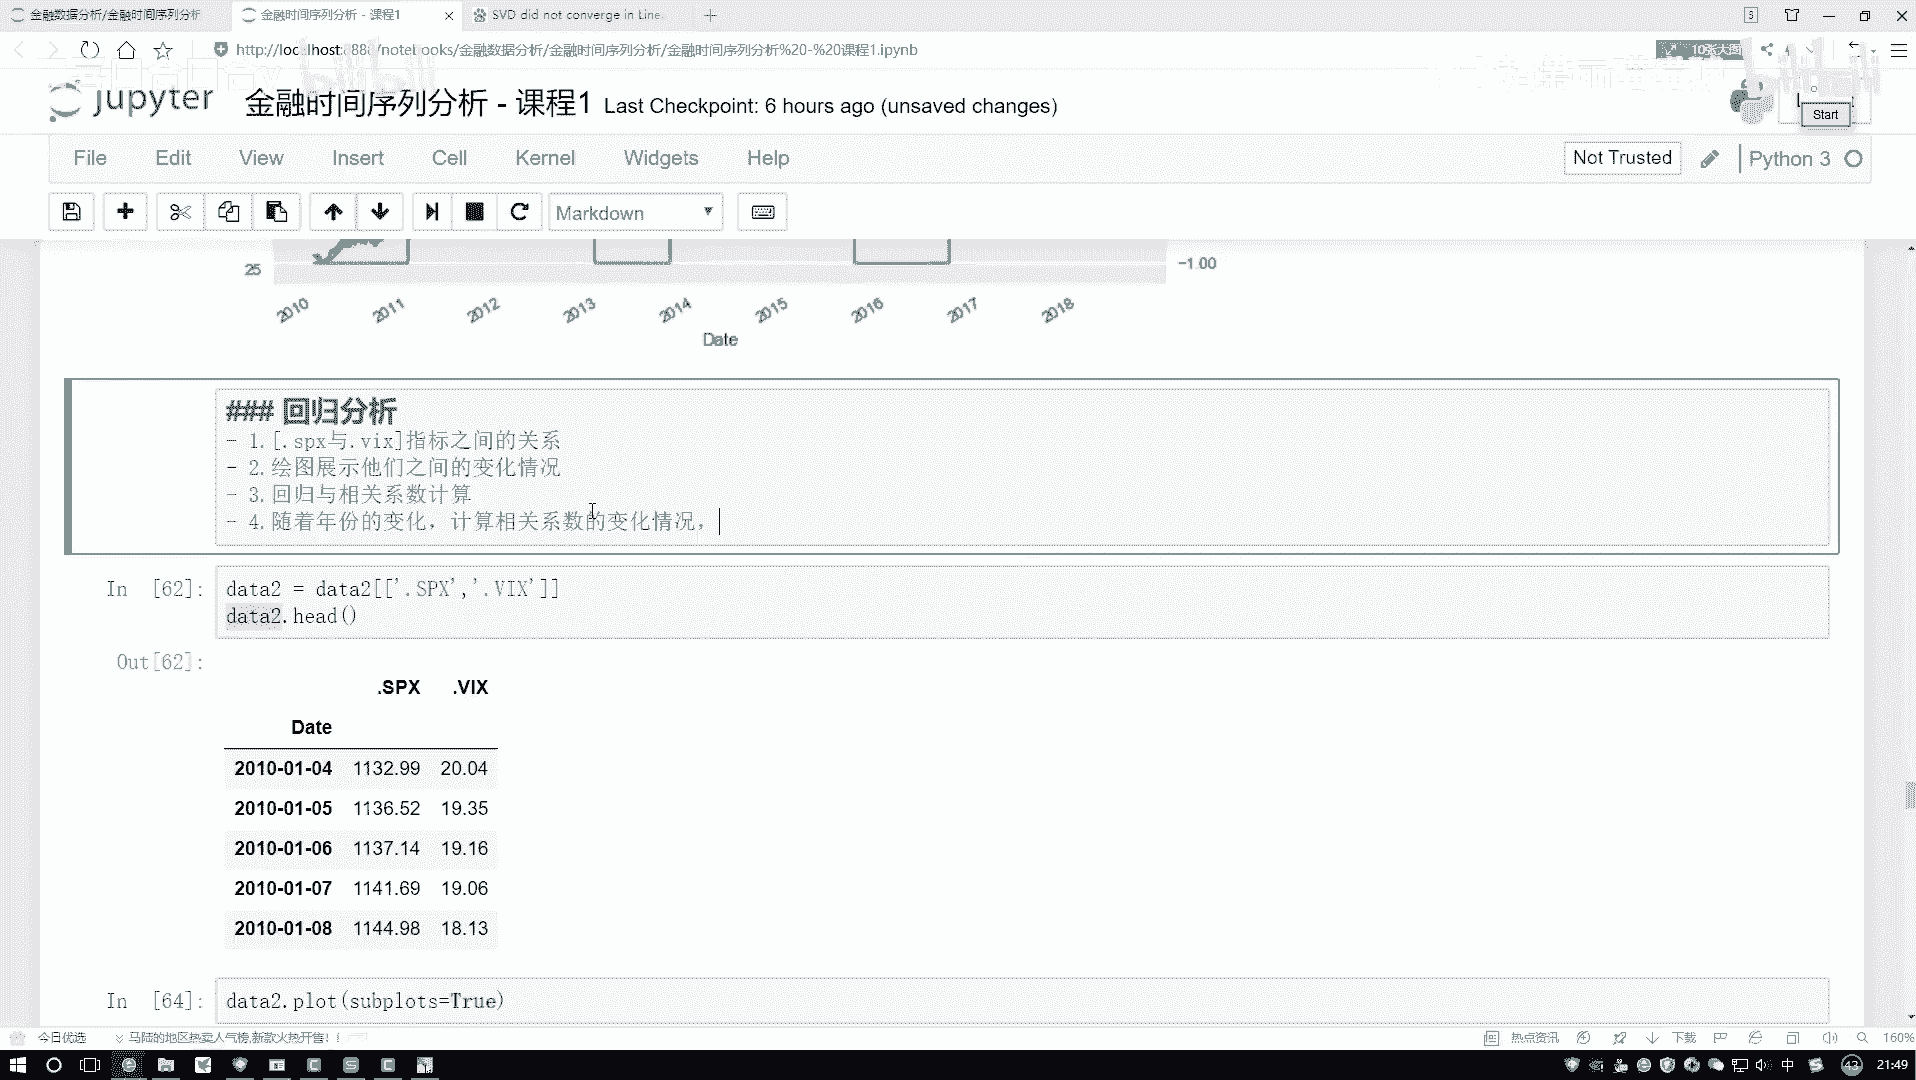 金融数据分析/金融时间序列分析
金融时间序列分析 - 课程1
SVD did not converge in Line
http://localhost:888/notebooks/金融数据分析/金融时间序列分析/金融时间序列分析%20-%20课程1.ipynb
10张大图
jupyter 金融时间序列分析 - 课程1 Last Checkpoint: 6 hours ago (unsaved changes)
Start
File Edit View Insert Cell Kernel Widgets Help
Not Trusted
Python 3
Markdown
25
-1.00
2010 2011 2012 2013 2014 2015 2016 2017 2018
Date
### 回归分析
- 1.[.spx与.vix]指标之间的关系
- 2.绘图展示他们之间的变化情况
- 3.回归与相关系数计算
- 4.随着年份的变化，计算相关系数的变化情况，
In [62]: data2 = data2[['.SPX','.VIX']]
data2.head()
Out[62]:
.SPX .VIX
Date
2010-01-04 1132.99 20.04
2010-01-05 1136.52 19.35
2010-01-06 1137.14 19.16
2010-01-07 1141.69 19.06
2010-01-08 1144.98 18.13
In [64]: data2.plot(subplots=True)
今日优选
马陆的地区热卖人气榜,新款火热开售!
热点资讯
下载
160%
中
43
21:49